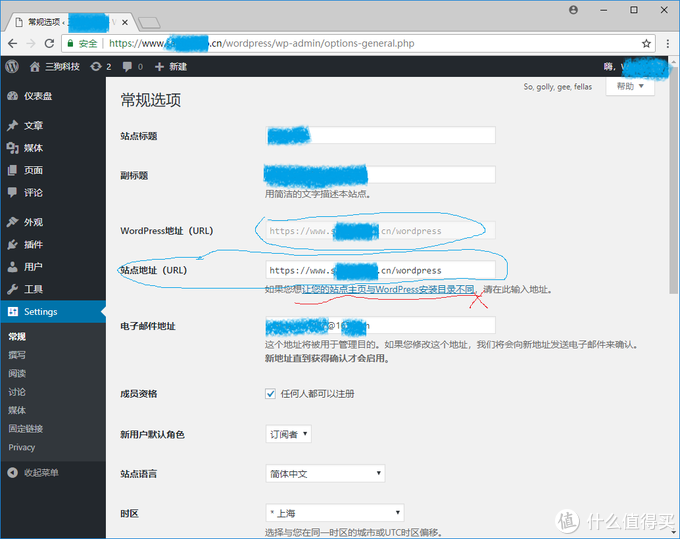 常规选项 ‹
安全 https://www. .cn/wordpress/wp-admin/options-general.php
三狗科技 2 0 + 新建 嗨,
So, golly, gee, fellas 帮助 ▼
仪表盘
文章
媒体
页面
评论
外观
插件
用户
工具
Settings
常规
撰写
阅读
讨论
媒体
固定链接
Privacy
收起菜单
常规选项
站点标题
副标题
用简洁的文字描述本站点。
WordPress地址(URL) https://www.s .cn/wordpress
站点地址(URL) https://www.s .cn/wordpress
如果您想让您的站点主页与WordPress安装目录不同,请在此输入地址。
电子邮件地址
这个地址将被用于管理目的。如果您修改这个地址,我们将会向新地址发送电子邮件来确认。
新地址直到获得确认才会启用。
成员资格 任何人都可以注册
新用户默认角色 订阅者
站点语言 简体中文
时区 * 上海
选择与您在同一时区的城市或UTC时区偏移。
值 什么值得买